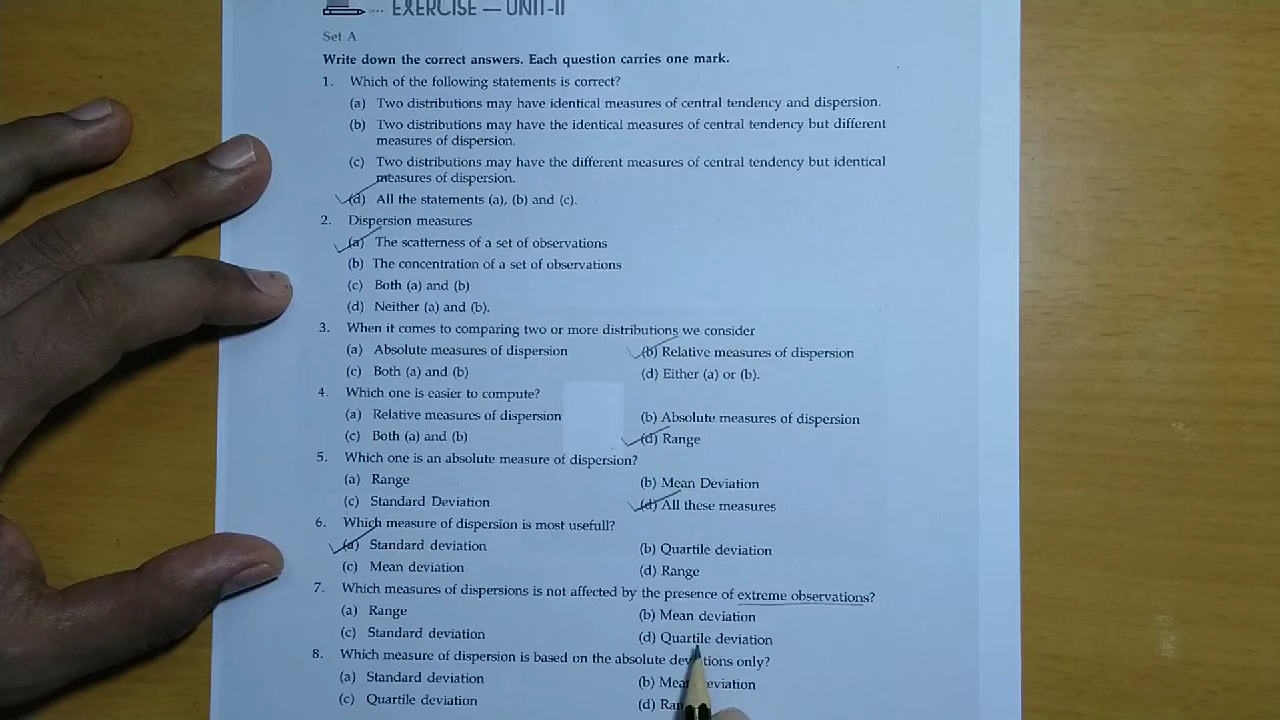 ... EXERCISE — UNIT-II
Set A
Write down the correct answers. Each question carries one mark.
1. Which of the following statements is correct?
(a) Two distributions may have identical measures of central tendency and dispersion.
(b) Two distributions may have the identical measures of central tendency but different
measures of dispersion.
(c) Two distributions may have the different measures of central tendency but identical
measures of dispersion.
(d) All the statements (a), (b) and (c).
2. Dispersion measures
(a) The scatterness of a set of observations
(b) The concentration of a set of observations
(c) Both (a) and (b)
(d) Neither (a) and (b).
3. When it comes to comparing two or more distributions we consider
(a) Absolute measures of dispersion (b) Relative measures of dispersion
(c) Both (a) and (b) (d) Either (a) or (b).
4. Which one is easier to compute?
(a) Relative measures of dispersion (b) Absolute measures of dispersion
(c) Both (a) and (b) (d) Range
5. Which one is an absolute measure of dispersion?
(a) Range (b) Mean Deviation
(c) Standard Deviation (d) All these measures
6. Which measure of dispersion is most usefull?
(a) Standard deviation (b) Quartile deviation
(c) Mean deviation (d) Range
7. Which measures of dispersions is not affected by the presence of extreme observations?
(a) Range (b) Mean deviation
(c) Standard deviation (d) Quartile deviation
8. Which measure of dispersion is based on the absolute deviations only?
(a) Standard deviation (b) Mean deviation
(c) Quartile deviation (d)